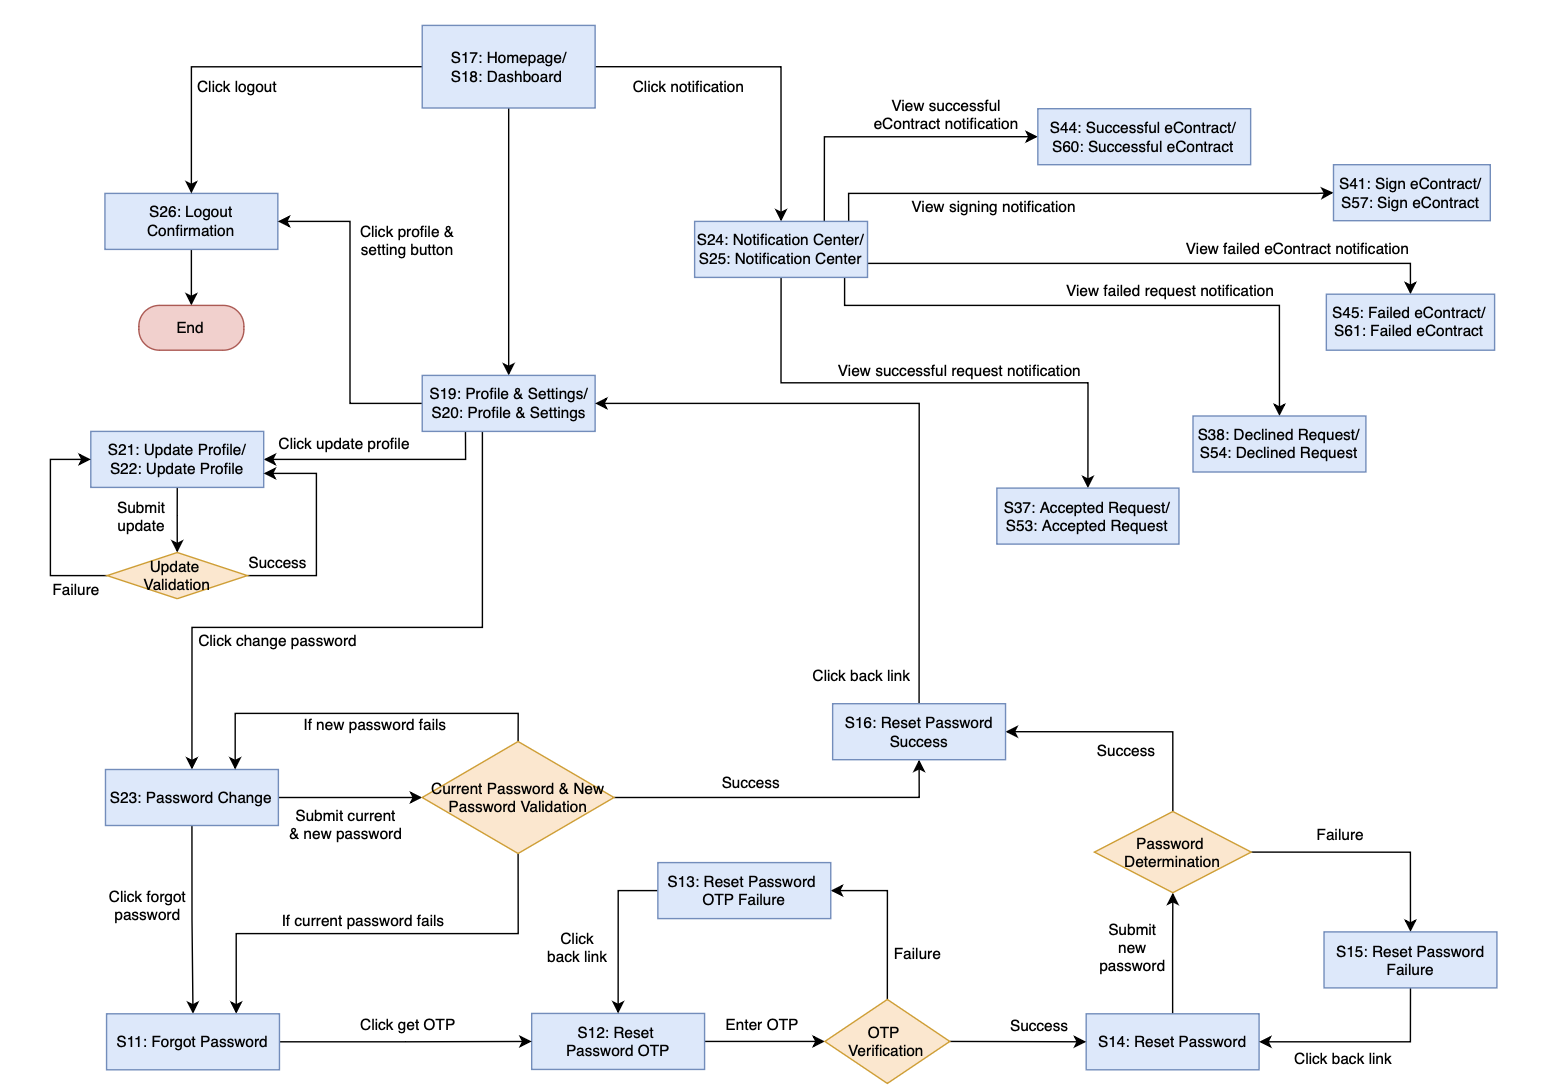 S17: Homepage/
S18: Dashboard
Click logout
Click notification
View successful
eContract notification
S44: Successful eContract/
S60: Successful eContract
S41: Sign eContract/
S57: Sign eContract
View signing notification
S26: Logout
Confirmation
Click profile &
setting button
S24: Notification Center/
S25: Notification Center
View failed eContract notification
View failed request notification
S45: Failed eContract/
S61: Failed eContract
End
View successful request notification
S19: Profile & Settings/
S20: Profile & Settings
S38: Declined Request/
S54: Declined Request
Click update profile
S21: Update Profile/
S22: Update Profile
S37: Accepted Request/
S53: Accepted Request
Submit
update
Update
Validation
Success
Failure
Click change password
Click back link
If new password fails
S16: Reset Password
Success
Success
S23: Password Change
Submit current
& new password
Current Password & New
Password Validation
Success
Password
Determination
Failure
Click forgot
password
If current password fails
S13: Reset Password
OTP Failure
Click
back link
Failure
Submit
new
password
S15: Reset Password
Failure
S11: Forgot Password
Click get OTP
S12: Reset
Password OTP
Enter OTP
OTP
Verification
Success
S14: Reset Password
Click back link